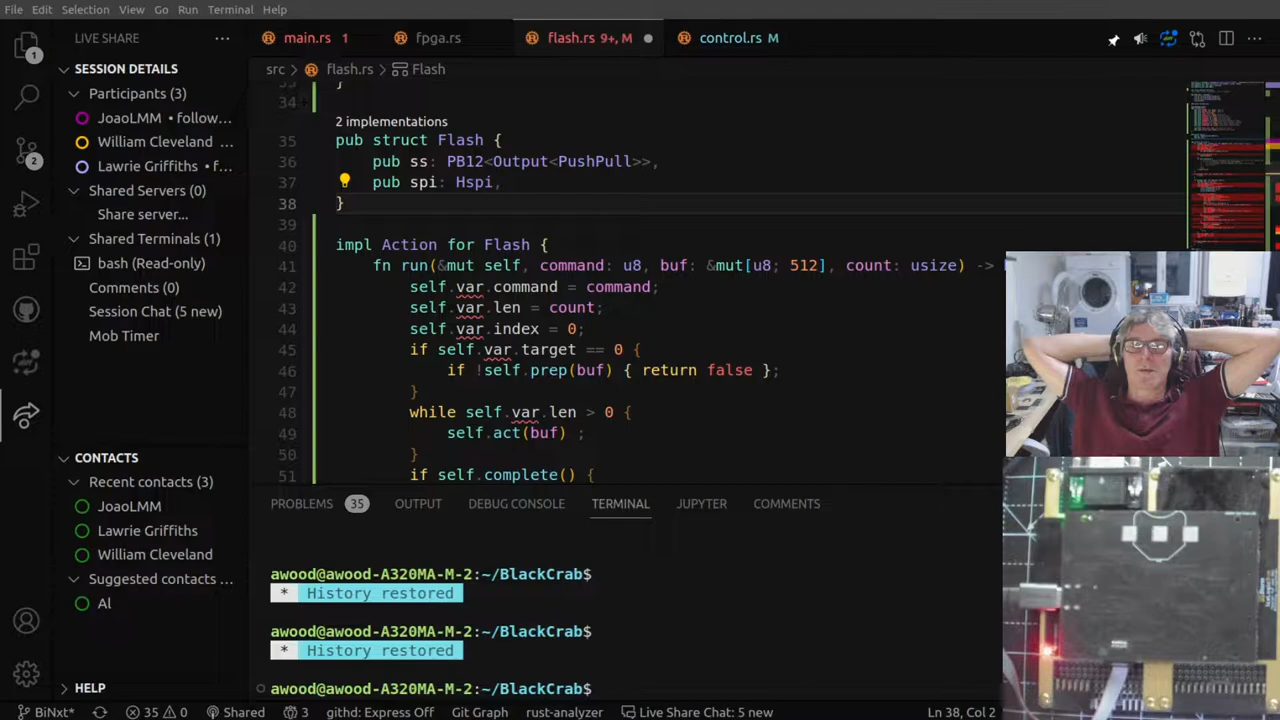 File Edit Selection View Go Run Terminal Help
LIVE SHARE ···
main.rs 1 fpga.rs flash.rs 9+, M control.rs M
SESSION DETAILS
Participants (3)
JoaoLMM • follow...
William Cleveland ...
Lawrie Griffiths • f...
Shared Servers (0)
Share server...
Shared Terminals (1)
bash (Read-only)
Comments (0)
Session Chat (5 new)
Mob Timer
CONTACTS
Recent contacts (3)
JoaoLMM
Lawrie Griffiths
William Cleveland
Suggested contacts ...
Al
HELP
1
2
src > flash.rs > Flash
33 }
34
2 implementations
35 pub struct Flash {
36 pub ss: PB12<Output<PushPull>>,
37 pub spi: Hspi,
38 }
39
40 impl Action for Flash {
41 fn run(&mut self, command: u8, buf: &mut[u8; 512], count: usize) ->
42 self.var.command = command;
43 self.var.len = count;
44 self.var.index = 0;
45 if self.var.target == 0 {
46 if !self.prep(buf) { return false };
47 }
48 while self.var.len > 0 {
49 self.act(buf) ;
50 }
51 if self.complete() {
PROBLEMS 35 OUTPUT DEBUG CONSOLE TERMINAL JUPYTER COMMENTS
awood@awood-A320MA-M-2:~/BlackCrab$
* History restored
awood@awood-A320MA-M-2:~/BlackCrab$
* History restored
awood@awood-A320MA-M-2:~/BlackCrab$
BiNxt* 35 0 Shared 3 githd: Express Off Git Graph rust-analyzer Live Share Chat: 5 new Ln 38, Col 2